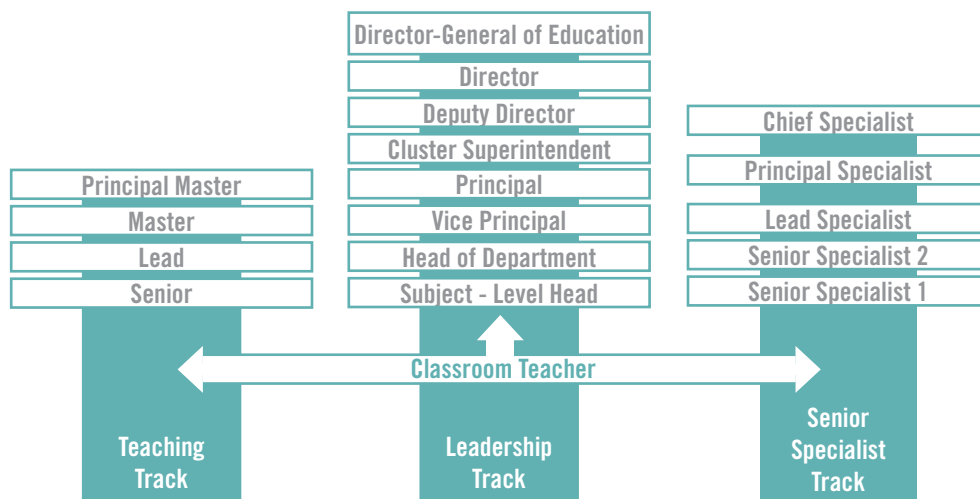 Director-General of Education
Director
Deputy Director
Cluster Superintendent
Principal
Vice Principal
Head of Department
Subject - Level Head
Principal Master
Master
Lead
Senior
Chief Specialist
Principal Specialist
Lead Specialist
Senior Specialist 2
Senior Specialist 1
Classroom Teacher
Teaching
Track
Leadership
Track
Senior
Specialist
Track